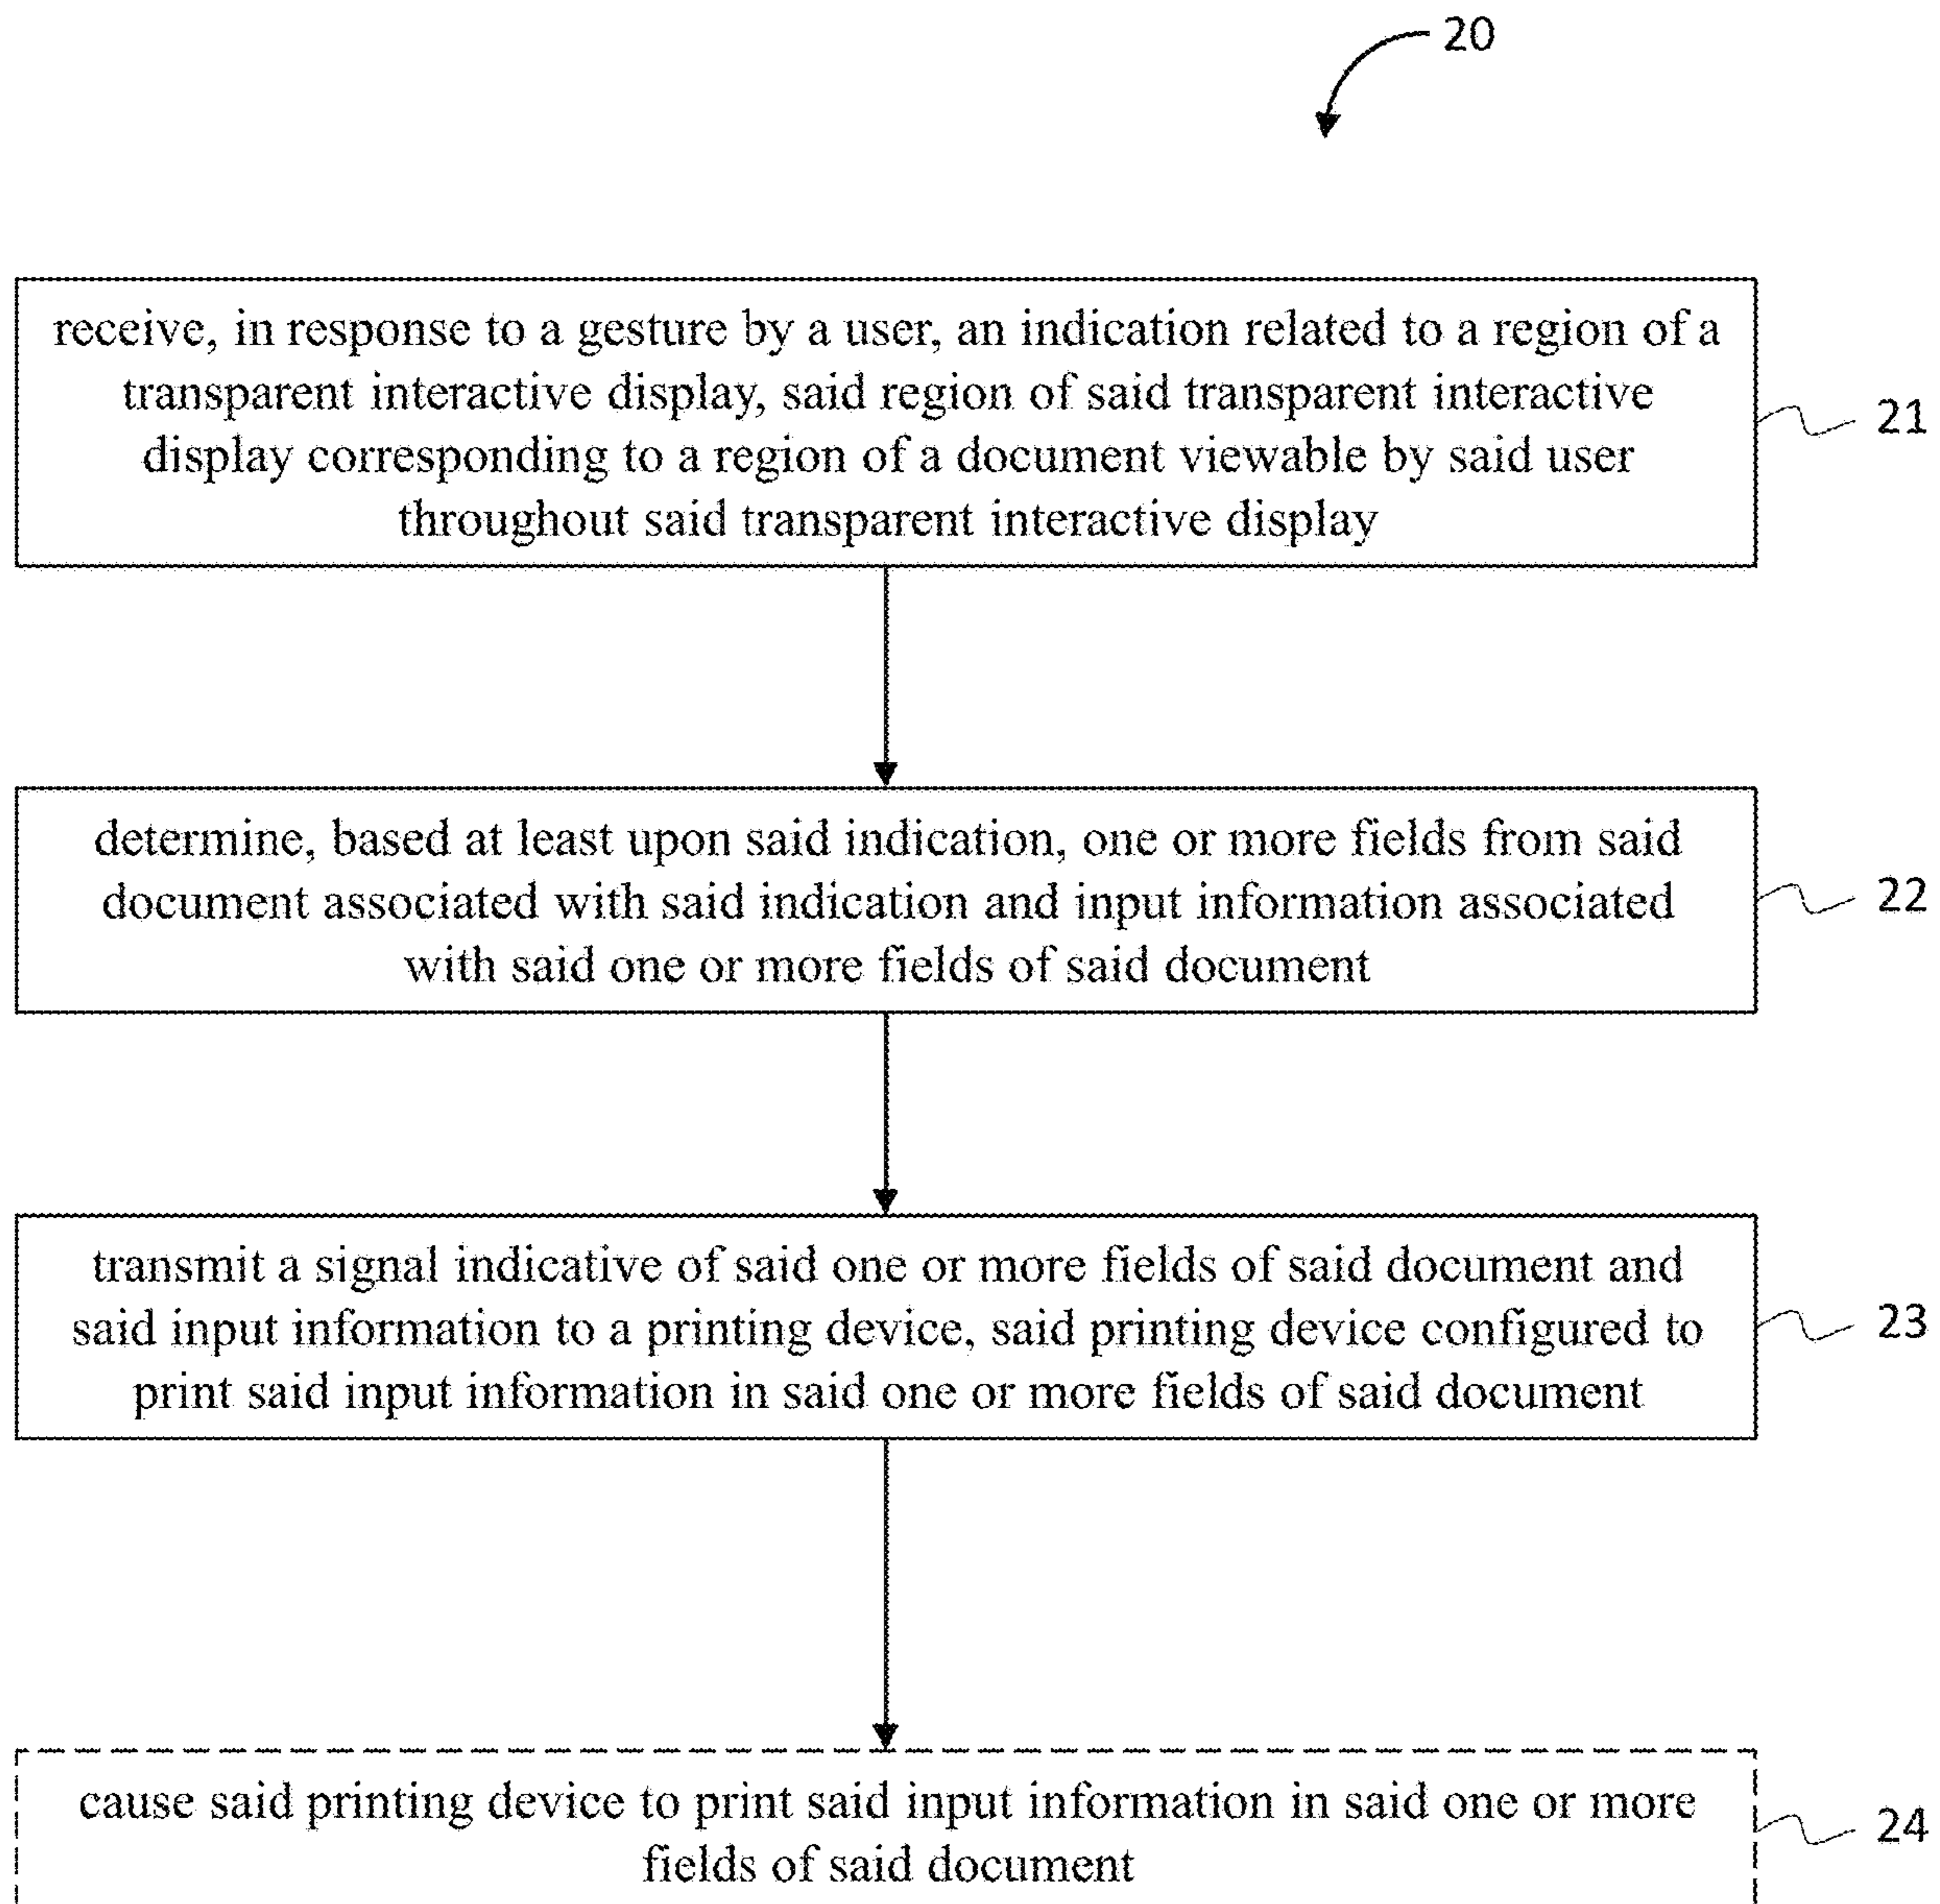 20
receive, in response to a gesture by a user, an indication related to a region of a
transparent interactive display, said region of said transparent interactive
display corresponding to a region of a document viewable by said user
throughout said transparent interactive display
21
determine, based at least upon said indication, one or more fields from said
document associated with said indication and input information associated
with said one or more fields of said document
22
transmit a signal indicative of said one or more fields of said document and
said input information to a printing device, said printing device configured to
print said input information in said one or more fields of said document
23
cause said printing device to print said input information in said one or more
fields of said document
24